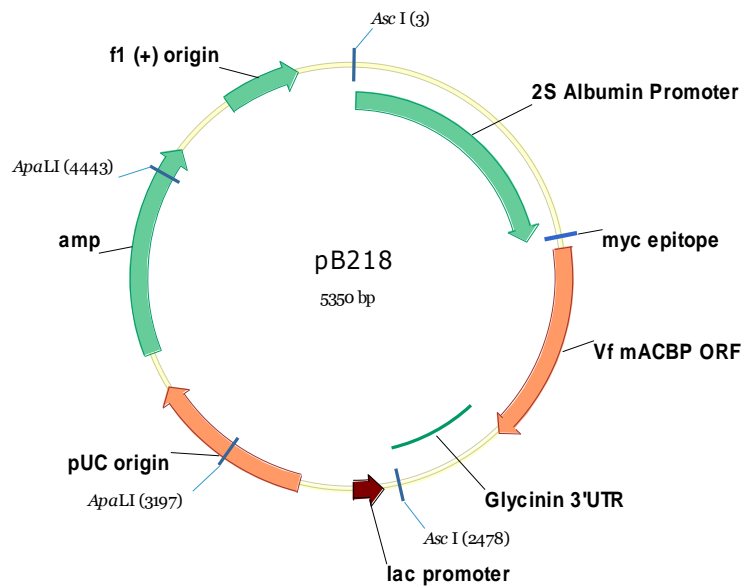 Asc I (3)
f1 (+) origin
2S Albumin Promoter
ApaLI (4443)
amp
myc epitope
pB218
5350 bp
Vf mACBP ORF
pUC origin
ApaLI (3197)
Glycinin 3'UTR
Asc I (2478)
lac promoter